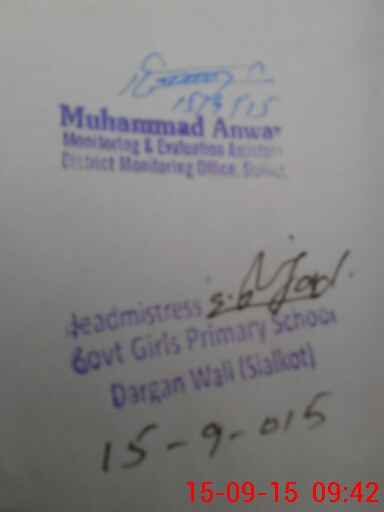 15/9/15
Muhammad Anwar
Monitoring & Evaluation Assistant
District Monitoring Office, Sialkot
Headmistress
Govt Girls Primary School
Dargan Wali (Sialkot)
15-9-015
15-09-15 09:42